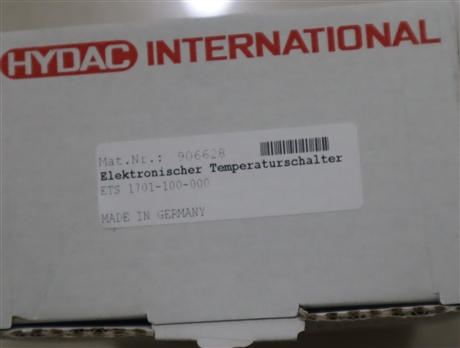 HYDAC INTERNATIONAL
Mat.Nr.: 906628
Elektronischer Temperaturschalter
ETS 1701-100-000
MADE IN GERMANY